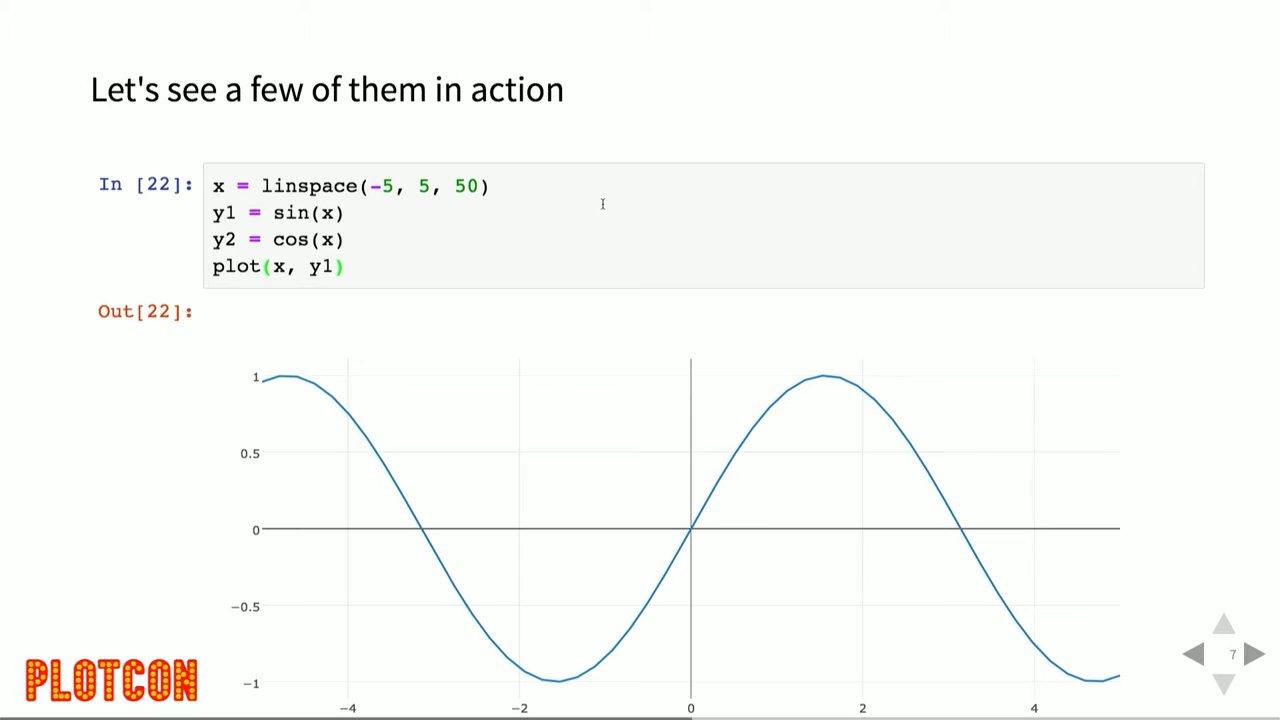 Let's see a few of them in action
In [22]:
x = linspace(-5, 5, 50)
y1 = sin(x)
y2 = cos(x)
plot(x, y1)
Out[22]:
1
0.5
0
−0.5
−1
−4
−2
0
2
4
PLOTCON
7